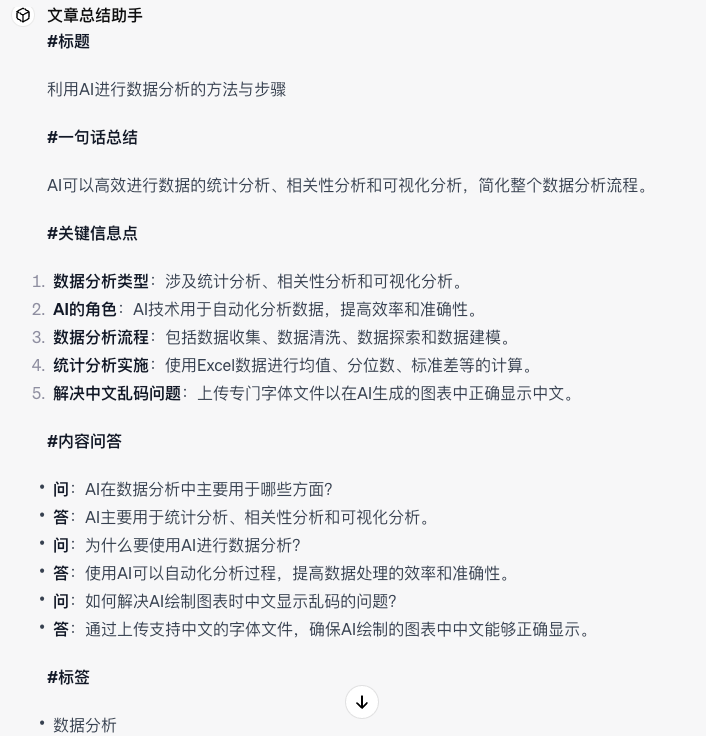 文章总结助手
#标题
利用AI进行数据分析的方法与步骤
#一句话总结
AI可以高效进行数据的统计分析、相关性分析和可视化分析，简化整个数据分析流程。
#关键信息点
1. 数据分析类型：涉及统计分析、相关性分析和可视化分析。
2. AI的角色：AI技术用于自动化分析数据，提高效率和准确性。
3. 数据分析流程：包括数据收集、数据清洗、数据探索和数据建模。
4. 统计分析实施：使用Excel数据进行均值、分位数、标准差等的计算。
5. 解决中文乱码问题：上传专门字体文件以在AI生成的图表中正确显示中文。
#内容问答
• 问：AI在数据分析中主要用于哪些方面？
• 答：AI主要用于统计分析、相关性分析和可视化分析。
• 问：为什么要使用AI进行数据分析？
• 答：使用AI可以自动化分析过程，提高数据处理的效率和准确性。
• 问：如何解决AI绘制图表时中文显示乱码的问题？
• 答：通过上传支持中文的字体文件，确保AI绘制的图表中中文能够正确显示。
#标签
• 数据分析